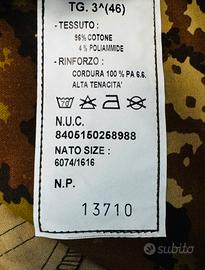 TG. 3^(46)
- TESSUTO :
96% COTONE
4% POLIAMMIDE
- RINFORZO :
CORDURA 100 % PA 6.6.
ALTA TENACITA'
N.U.C.
8405150258988
NATO SIZE :
6074/1616
N.P.
13710
subito